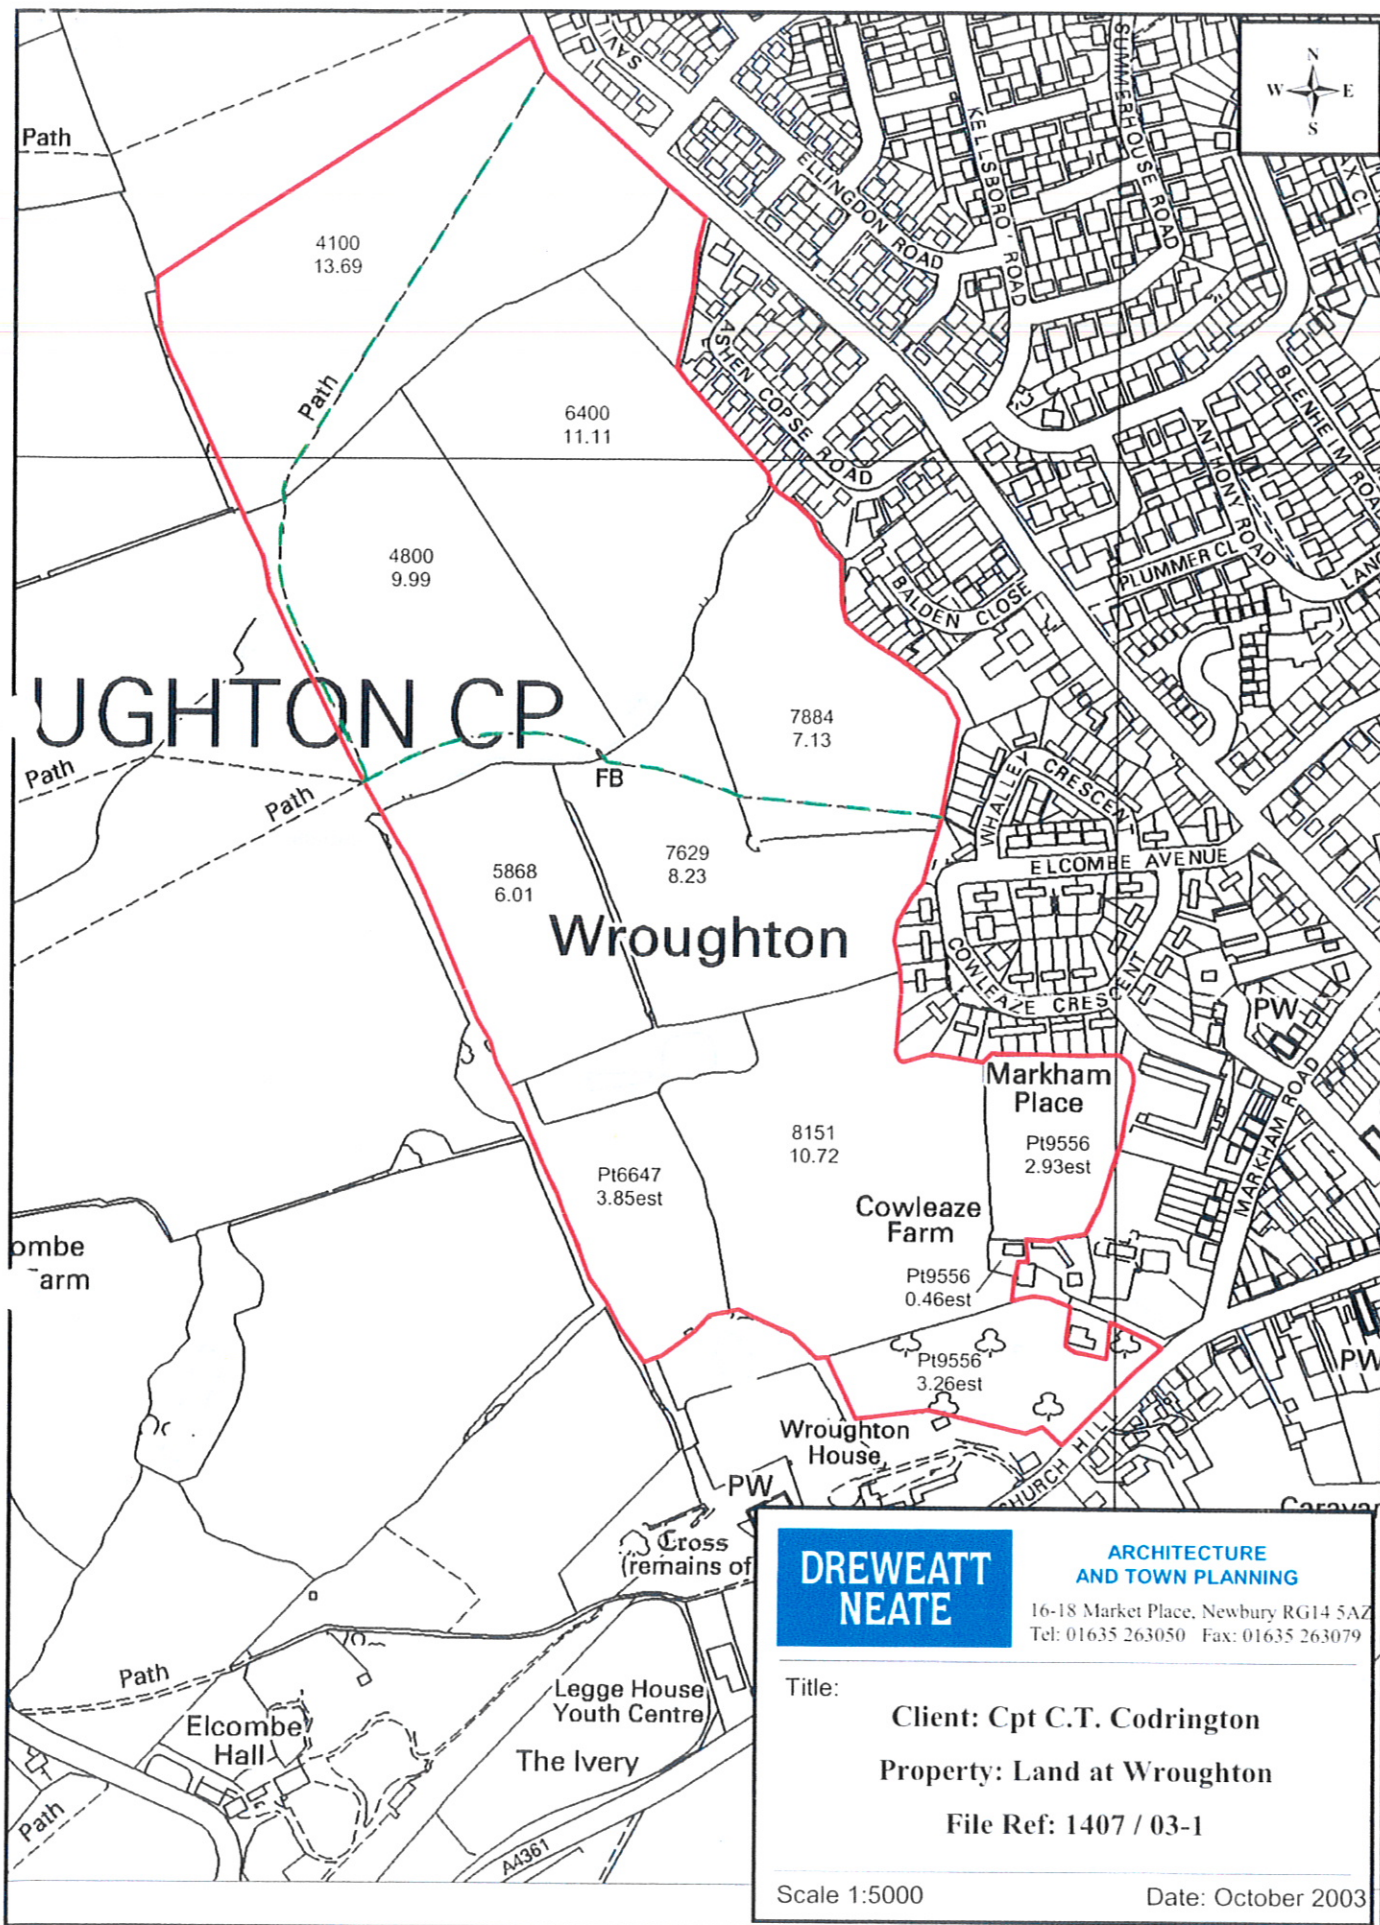 N
W E
S
SAVI
SUMMERHOUSE ROAD
KELLSBORO' ROAD
ELLINGDON ROAD
X CL
Path
4100
13.69
Path
ASHEN COPSE ROAD
BLENHEIM ROAD
ANTHONY ROAD
6400
11.11
4800
9.99
PLUMMER CL
LANG
BALDEN CLOSE
UGHTON CP
7884
7.13
Path
Path
FB
WHALLEY CRESCENT
ELCOMBE AVENUE
5868
6.01
7629
8.23
Wroughton
COWLEAZE CRESCENT
PW
Markham
Place
MARKHAM ROAD
8151
10.72
Pt9556
2.93est
Pt6647
3.85est
Cowleaze
Farm
ombe
arm
Pt9556
0.46est
Pt9556
3.26est
PW
Wroughton
House
CHURCH HILL
PW
Caravar
Cross
(remains of
Path
Legge House
Youth Centre
Elcombe
Hall
The Ivery
Path
A4361
DREWEATT
NEATE
ARCHITECTURE
AND TOWN PLANNING
16-18 Market Place, Newbury RG14 5AZ
Tel: 01635 263050 Fax: 01635 263079
Title:
Client: Cpt C.T. Codrington
Property: Land at Wroughton
File Ref: 1407 / 03-1
Scale 1:5000 Date: October 2003